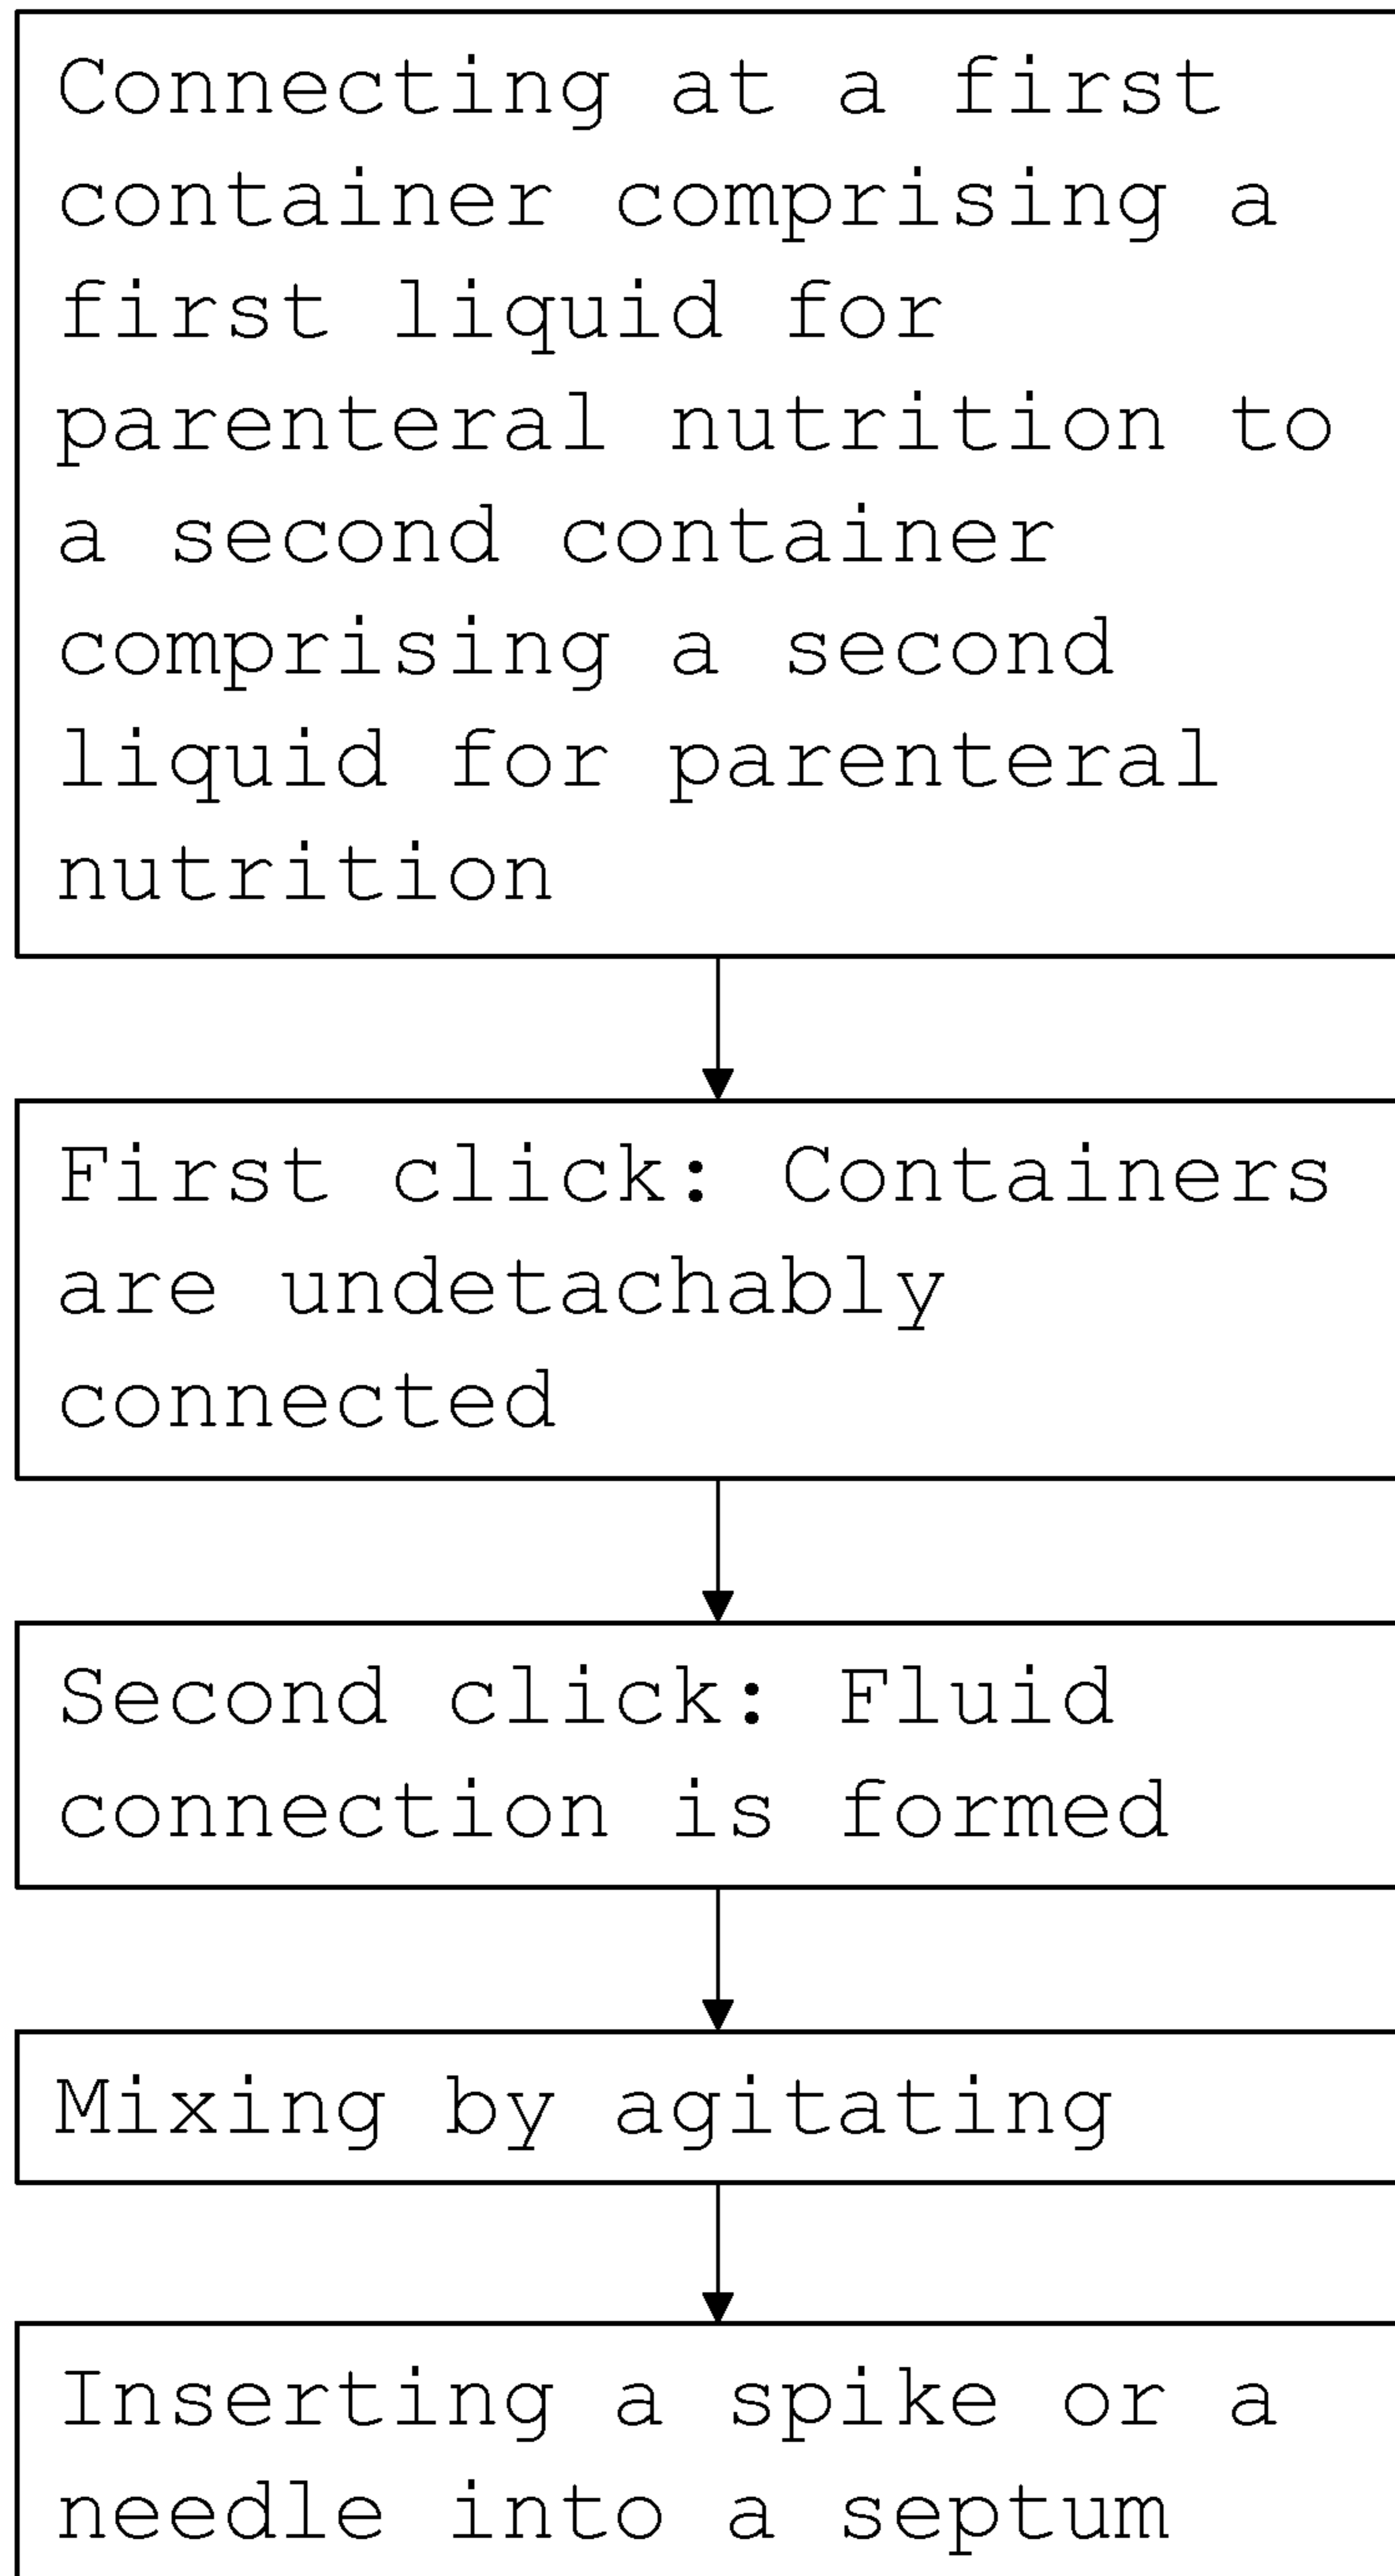 Connecting at a first
container comprising a
first liquid for
parenteral nutrition to
a second container
comprising a second
liquid for parenteral
nutrition
First click: Containers
are undetachably
connected
Second click: Fluid
connection is formed
Mixing by agitating
Inserting a spike or a
needle into a septum